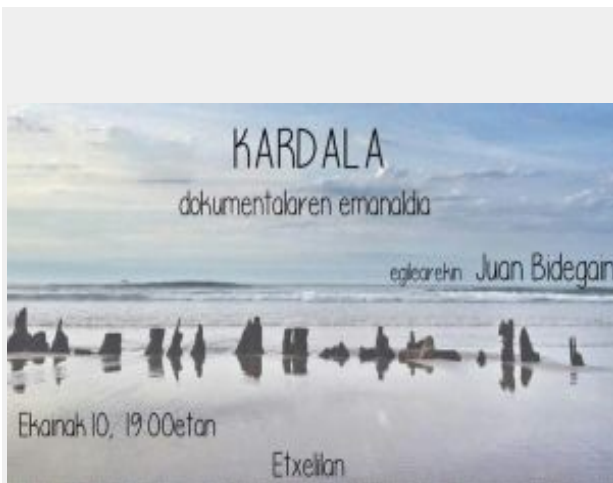 KARDALA
dokumentalaren emanaldia
egilearekin Juan Bidegain
Ekainak 10, 19:00etan
Etxelilan